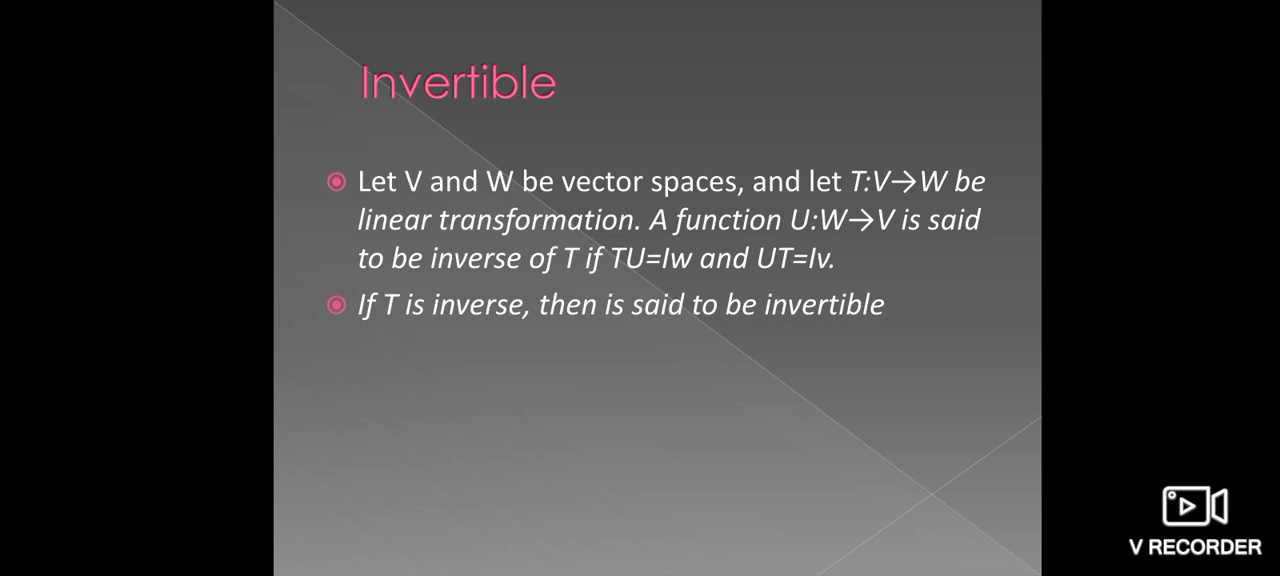 Invertible
Let V and W be vector spaces, and let T:V→W be
linear transformation. A function U:W→V is said
to be inverse of T if TU=Iw and UT=Iv.
If T is inverse, then is said to be invertible
V RECORDER